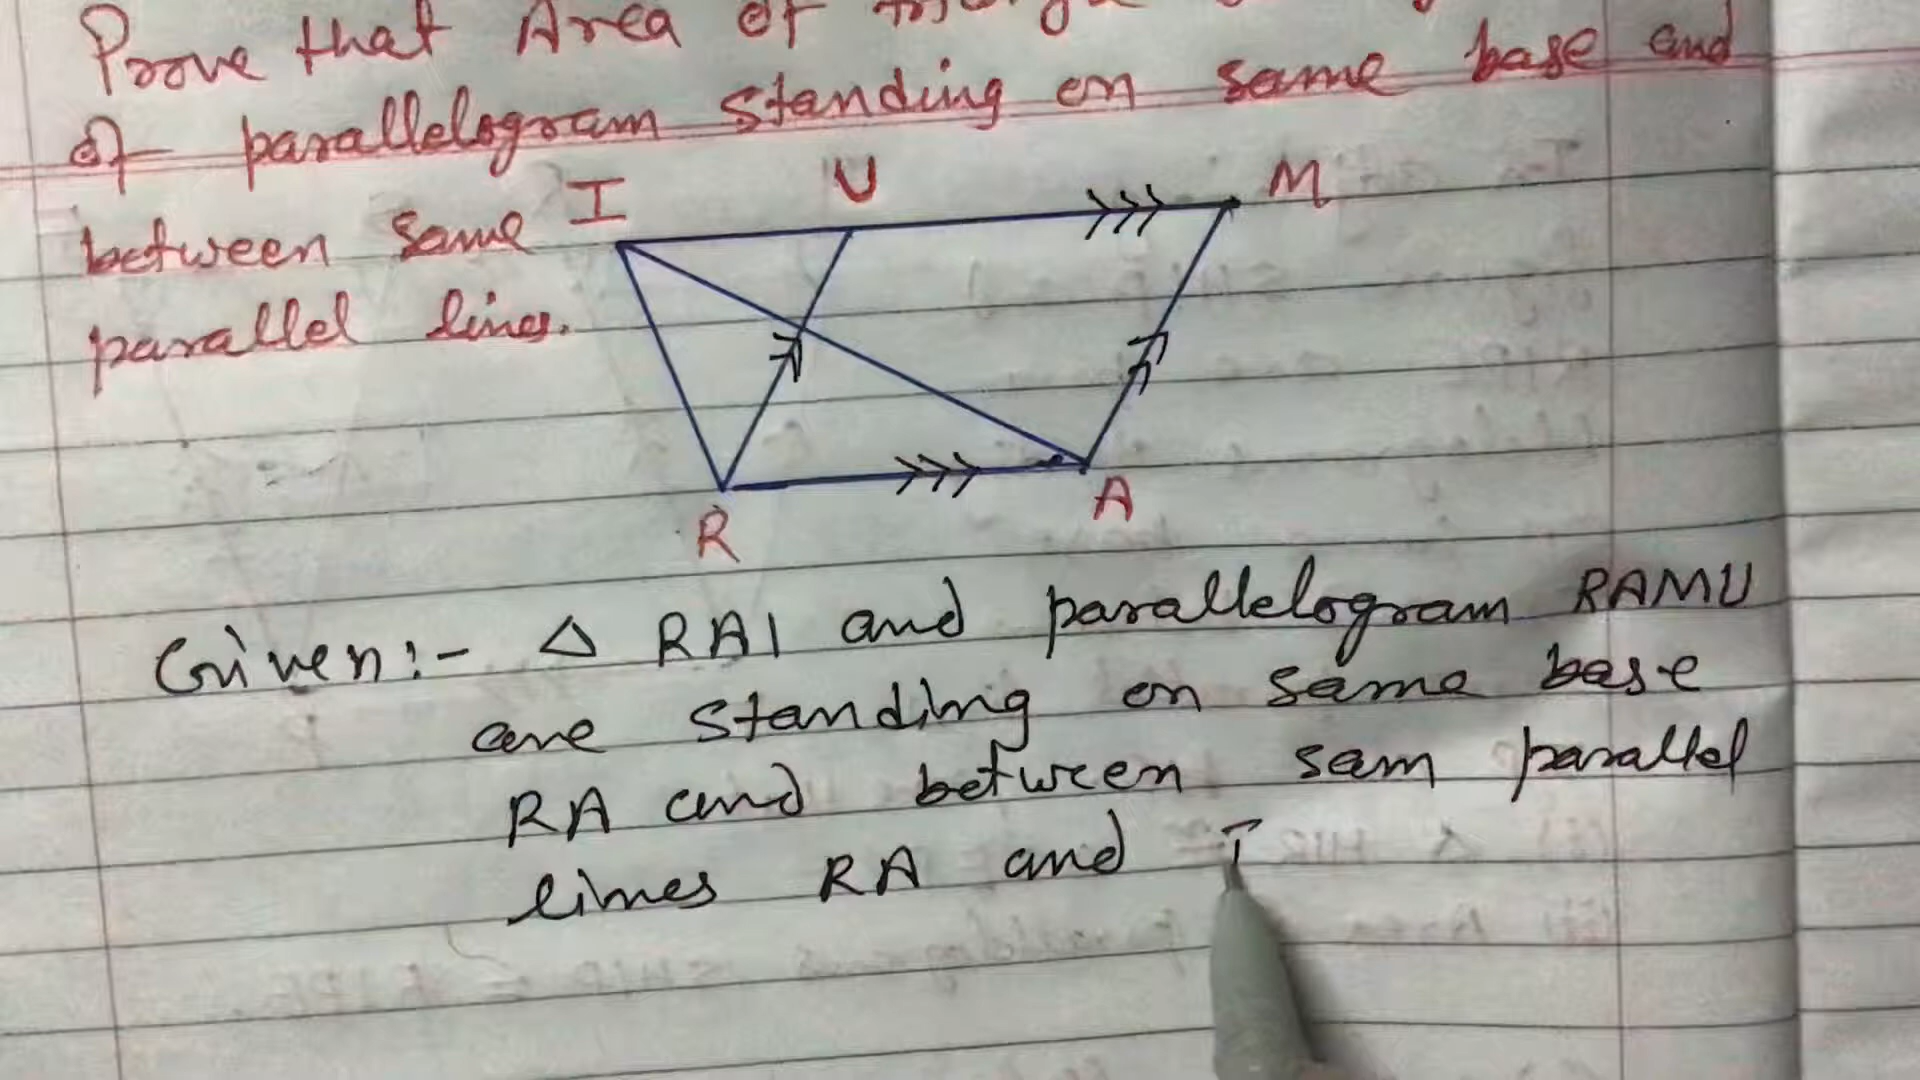 Prove that Area of
of parallelogram standing on same base and
between same
parallel lines.
I U M
R A
Given:- △ RAI and parallelogram RAMU
are standing on same base
RA and between sam parallel
lines RA and I